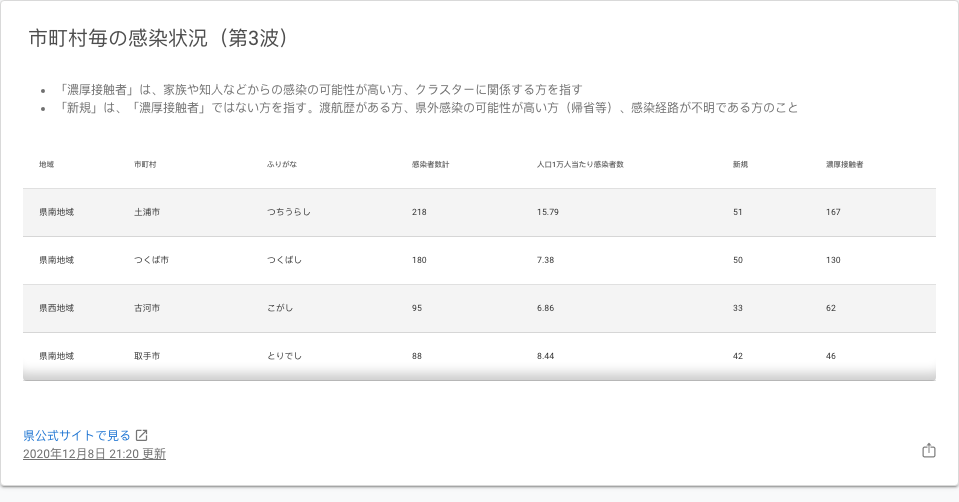 市町村毎の感染状況（第3波）
「濃厚接触者」は、家族や知人などからの感染の可能性が高い方、クラスターに関係する方を指す
「新規」は、「濃厚接触者」ではない方を指す。渡航歴がある方、県外感染の可能性が高い方（帰省等）、感染経路が不明である方のこと
地域 市町村 ふりがな 感染者数計 人口1万人当たり感染者数 新規 濃厚接触者
県南地域 土浦市 つちうらし 218 15.79 51 167
県南地域 つくば市 つくばし 180 7.38 50 130
県西地域 古河市 こがし 95 6.86 33 62
県南地域 取手市 とりでし 88 8.44 42 46
県公式サイトで見る
2020年12月8日 21:20 更新